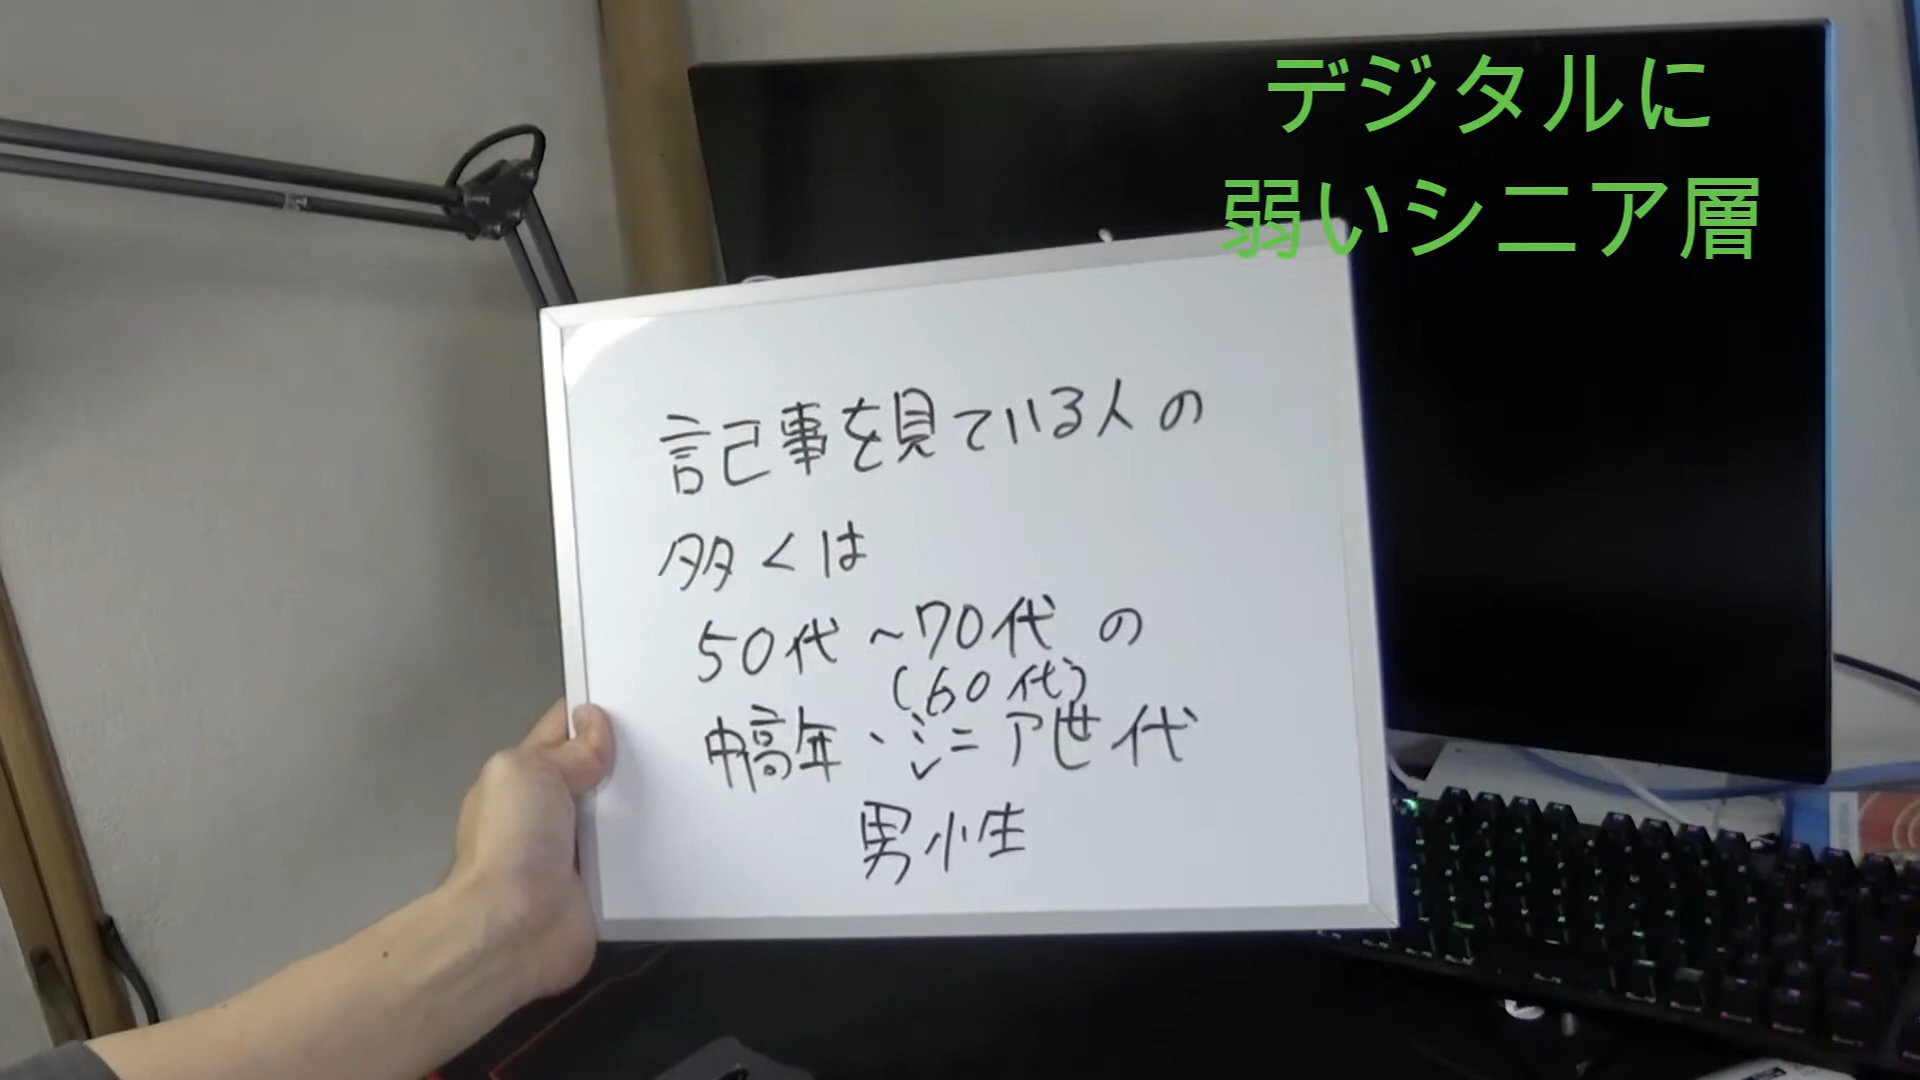 デジタルに
弱いシニア層
記事を見ている人の
多くは
50代~70代の
(60代)
中高年・シニア世代
男性